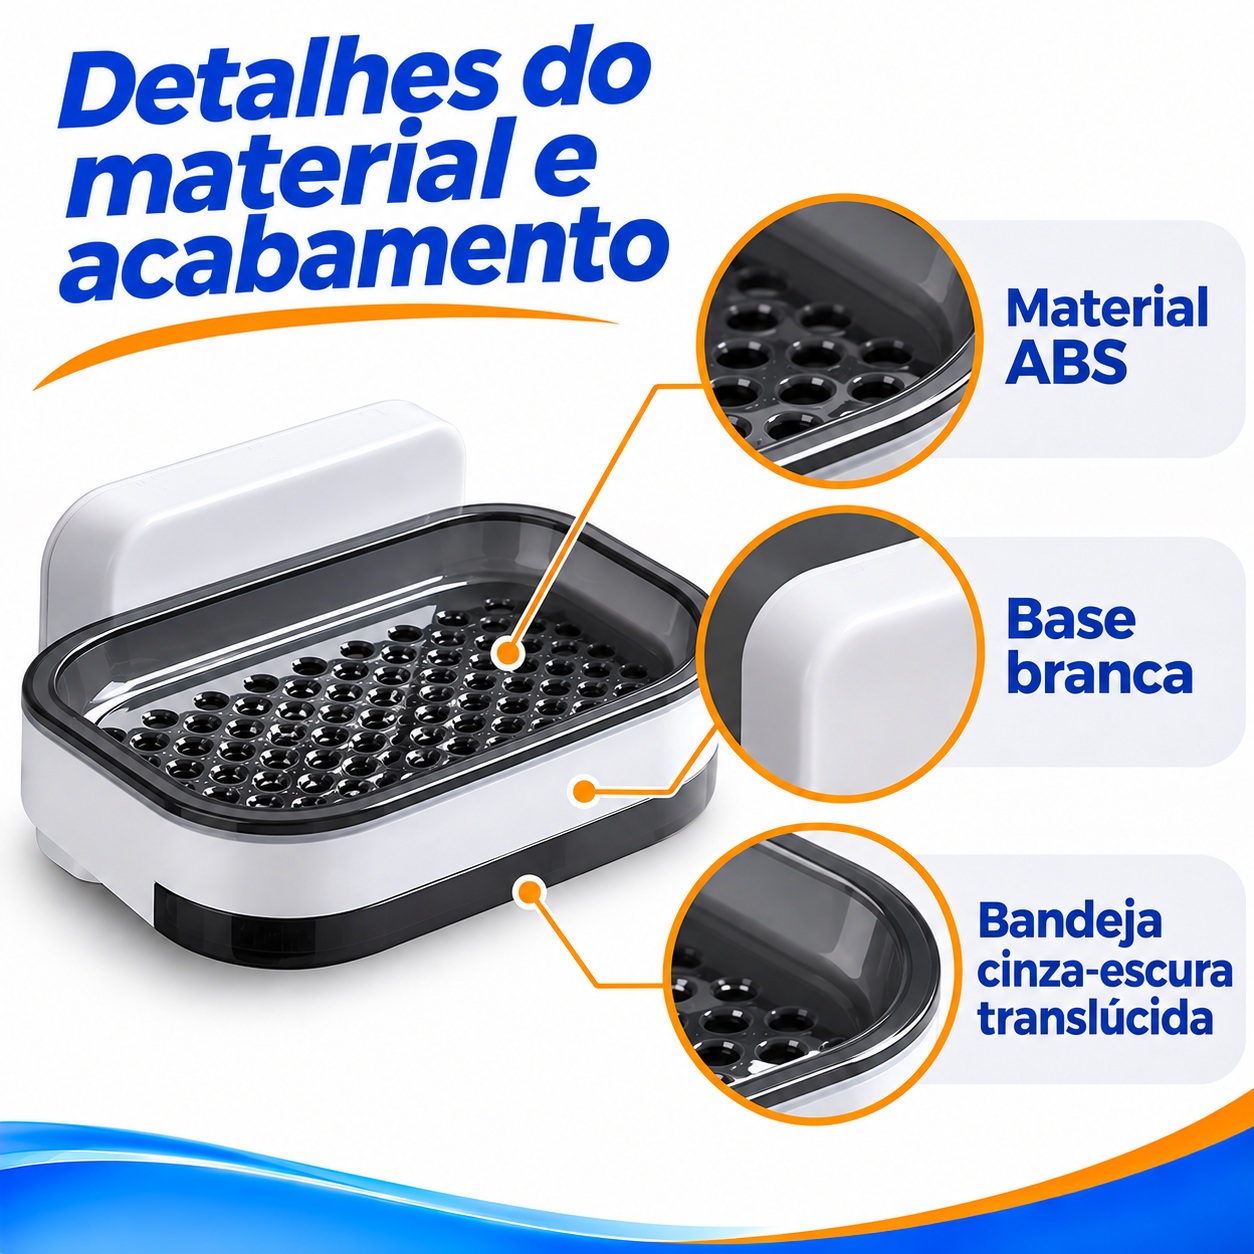 Detalhes do
material e
acabamento
Material
ABS
Base
branca
Bandeja
cinza-escura
translúcida